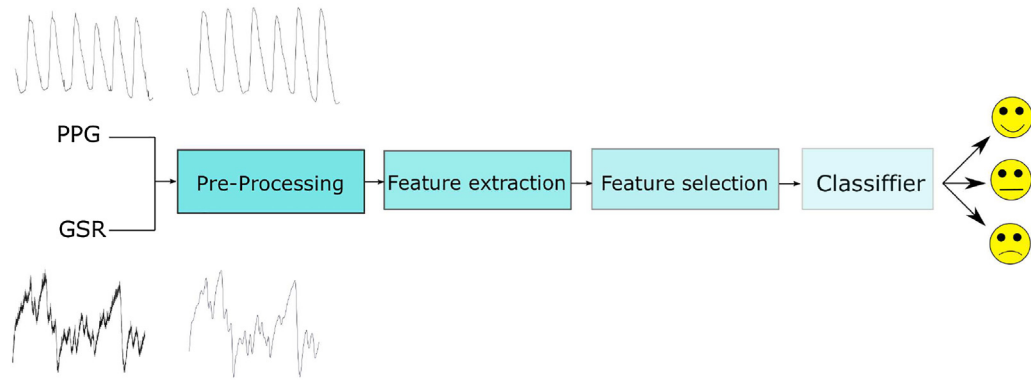 PPG
GSR
Pre-Processing
Feature extraction
Feature selection
Classiffier